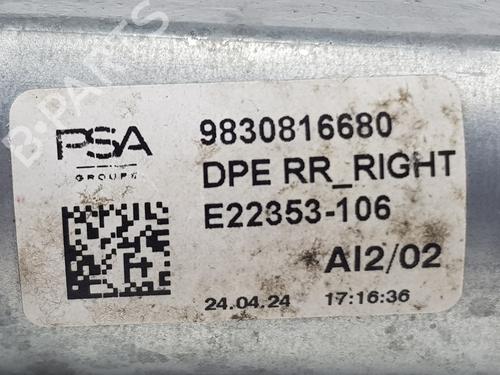 B-PARTS
PSA
GROUPE
9830816680
DPE RR_RIGHT
E22353-106
AI2/02
24.04.24 17:16:36